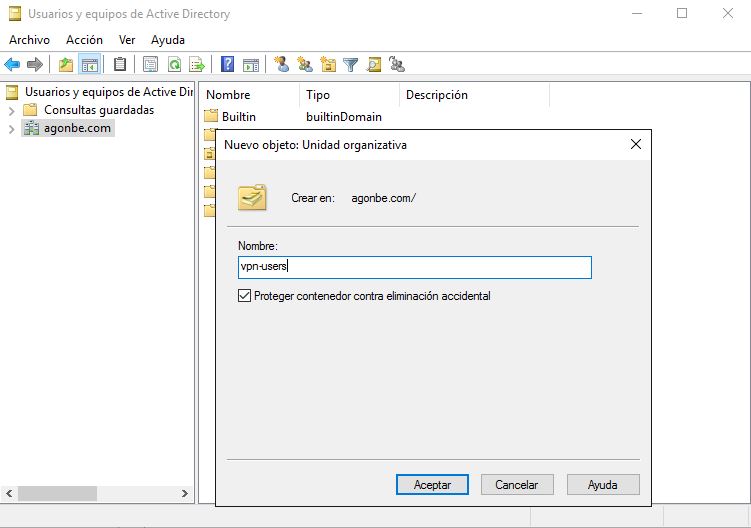 Usuarios y equipos de Active Directory
Archivo Acción Ver Ayuda
Usuarios y equipos de Active Dir
Consultas guardadas
agonbe.com
Nombre Tipo Descripción
Builtin builtinDomain
Nuevo objeto: Unidad organizativa
Crear en: agonbe.com/
Nombre:
vpn-users
Proteger contenedor contra eliminación accidental
Aceptar Cancelar Ayuda